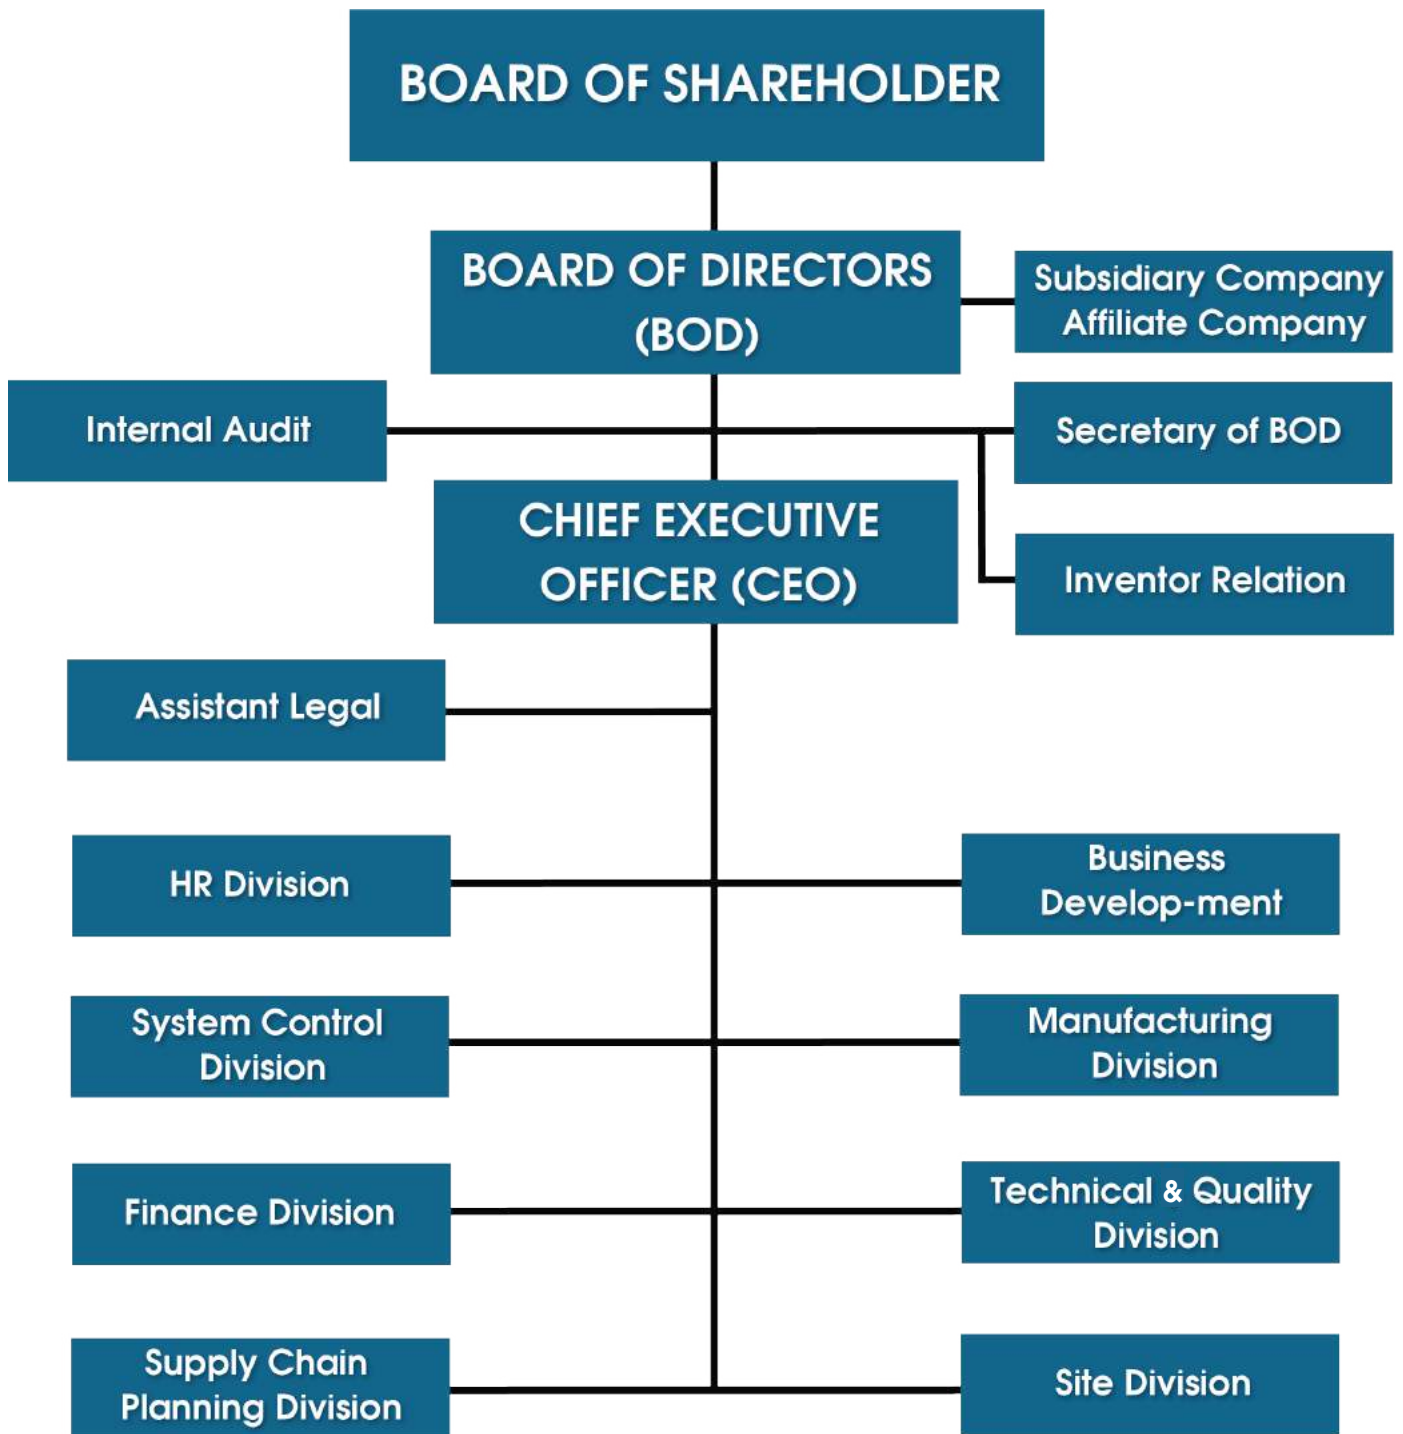 BOARD OF SHAREHOLDER
BOARD OF DIRECTORS
(BOD)
Subsidiary Company
Affiliate Company
Internal Audit
Secretary of BOD
CHIEF EXECUTIVE
OFFICER (CEO)
Inventor Relation
Assistant Legal
HR Division
Business
Develop-ment
System Control
Division
Manufacturing
Division
Finance Division
Technical & Quality
Division
Supply Chain
Planning Division
Site Division